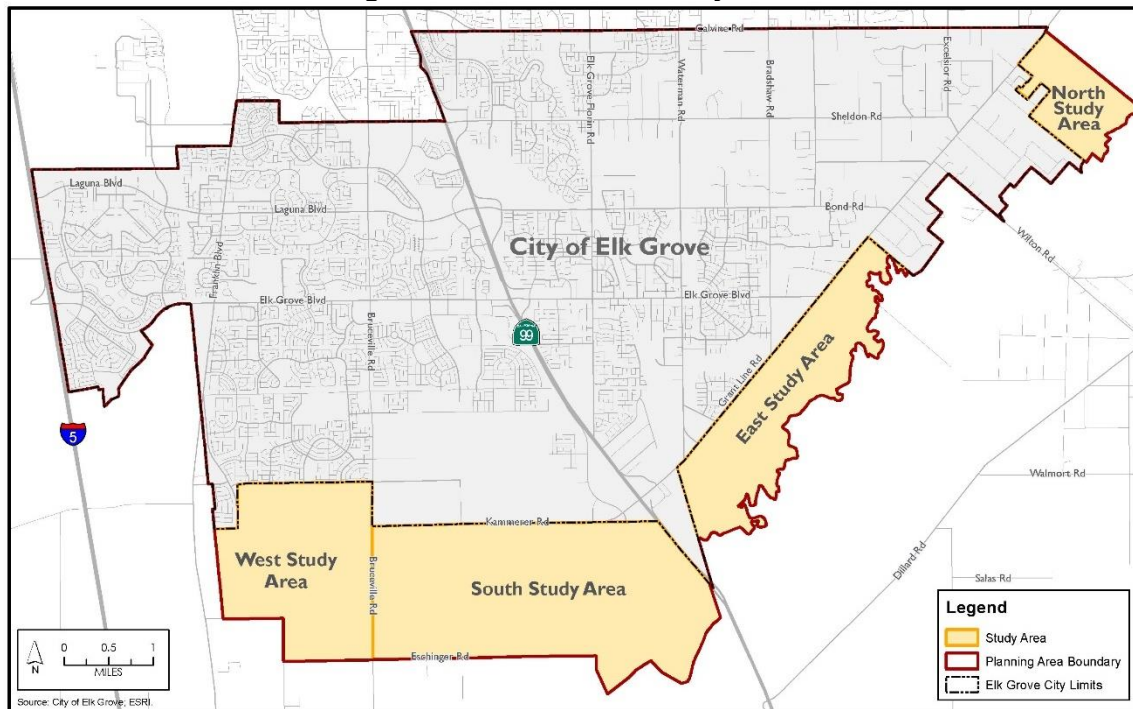 Calvine Rd
Elk Grove Florin Rd
Waterman Rd
Bradshaw Rd
Excelsior Rd
North Study
Area
Sheldon Rd
Laguna Blvd
Laguna Blvd
Bond Rd
Franklin Blvd
City of Elk Grove
Wilton Rd
Elk Grove Blvd
Elk Grove Blvd
Bruceville Rd
99
Grant Line Rd
East Study Area
5
Walmort Rd
Kammerer Rd
Dillard Rd
West Study
Area
Bruceville Rd
South Study Area
Salas Rd
Eschinger Rd
Legend
Study Area
Planning Area Boundary
Elk Grove City Limits
N
0 0.5 1
MILES
Source: City of Elk Grove, ESRI.